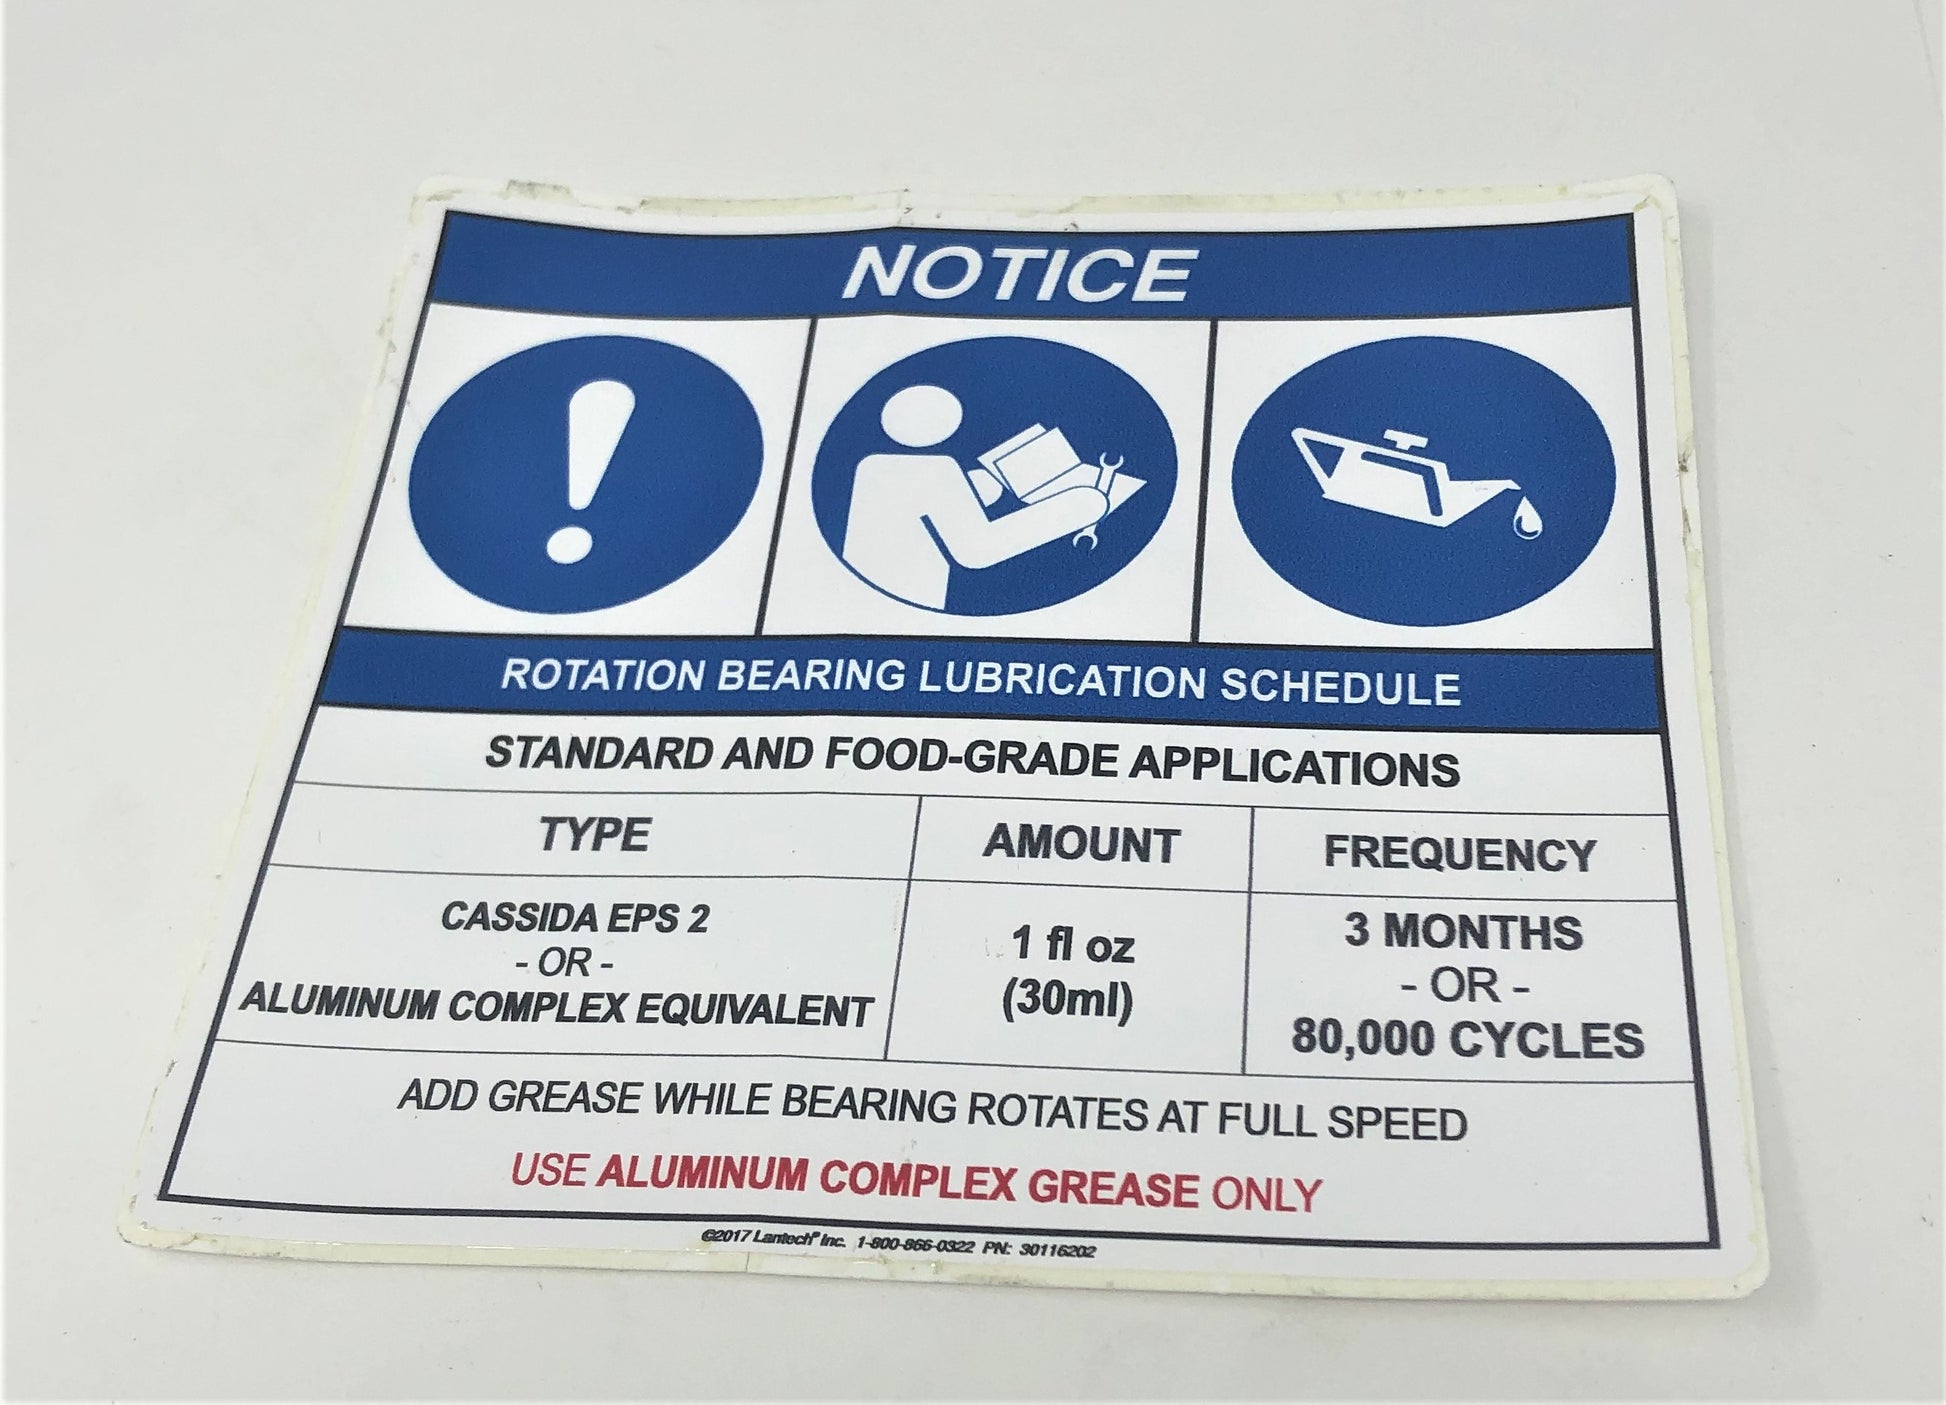 NOTICE
ROTATION BEARING LUBRICATION SCHEDULE
STANDARD AND FOOD-GRADE APPLICATIONS
TYPE
AMOUNT
FREQUENCY
CASSIDA EPS 2
- OR -
ALUMINUM COMPLEX EQUIVALENT
1 fl oz
(30ml)
3 MONTHS
- OR -
80,000 CYCLES
ADD GREASE WHILE BEARING ROTATES AT FULL SPEED
USE ALUMINUM COMPLEX GREASE ONLY
©2017 Lantech® Inc. 1-800-866-0322 PN: 30116202